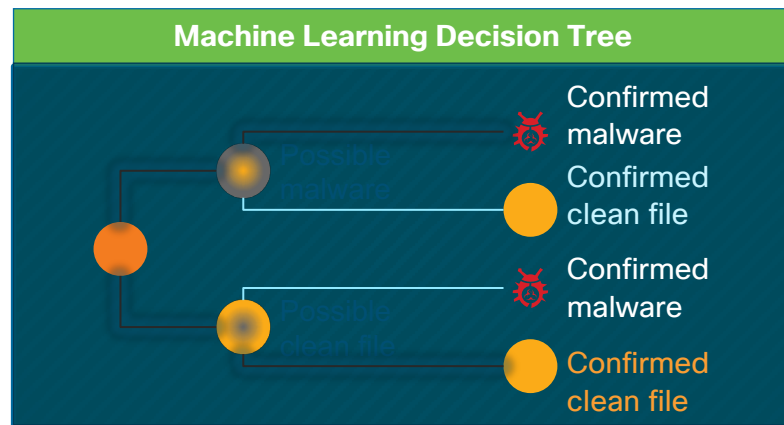 Machine Learning Decision Tree
Confirmed
malware
Possible
malware
Confirmed
clean file
Confirmed
malware
Possible
clean file
Confirmed
clean file